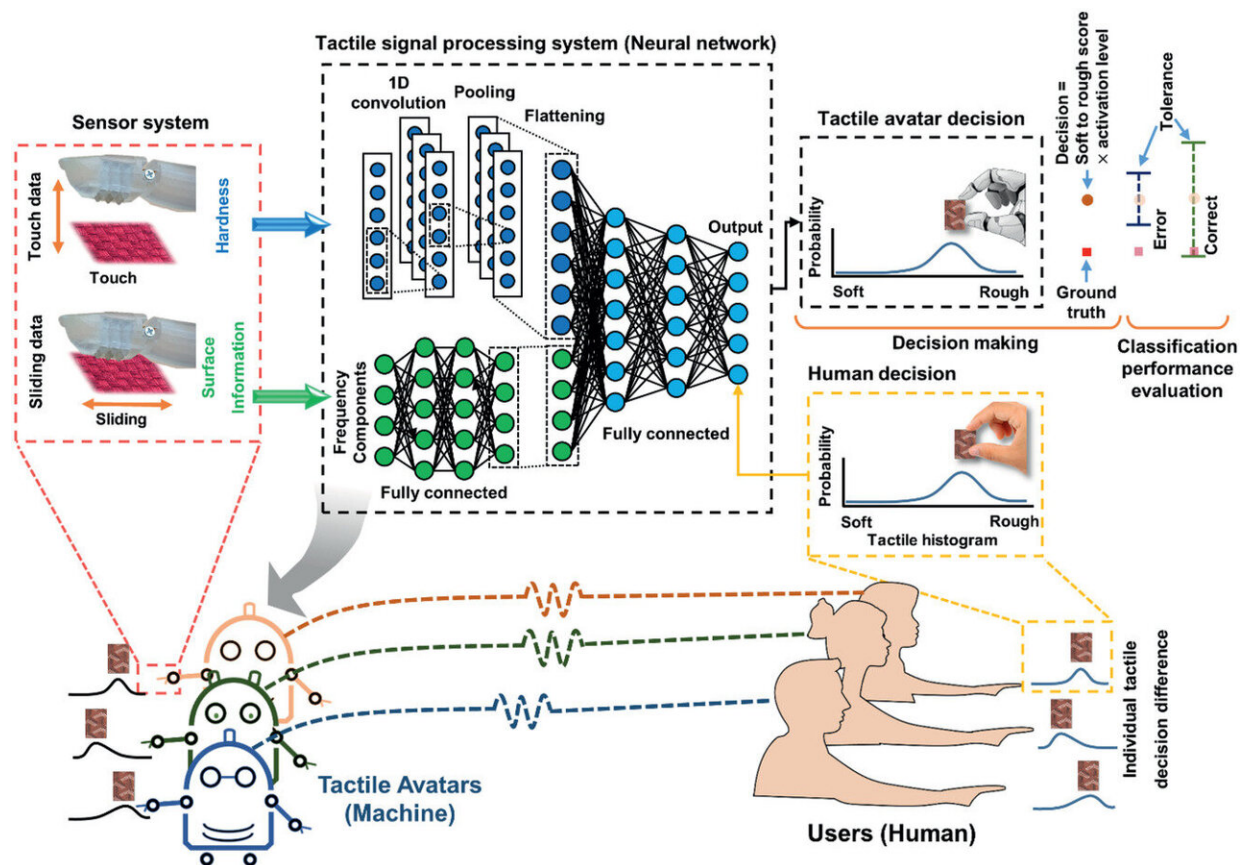 Tactile signal processing system (Neural network)
Sensor system
Touch data
Touch
Hardness
Sliding data
Sliding
Surface
Information
1D
convolution
Pooling
Flattening
Output
Frequency
Components
Fully connected
Fully connected
Tactile avatar decision
Probability
Soft
Rough
Decision =
Soft to rough score
× activation level
Ground
truth
Tolerance
Error
Correct
Decision making
Classification
performance
evaluation
Human decision
Probability
Soft
Rough
Tactile histogram
Tactile Avatars
(Machine)
Users (Human)
Individual tactile
decision difference